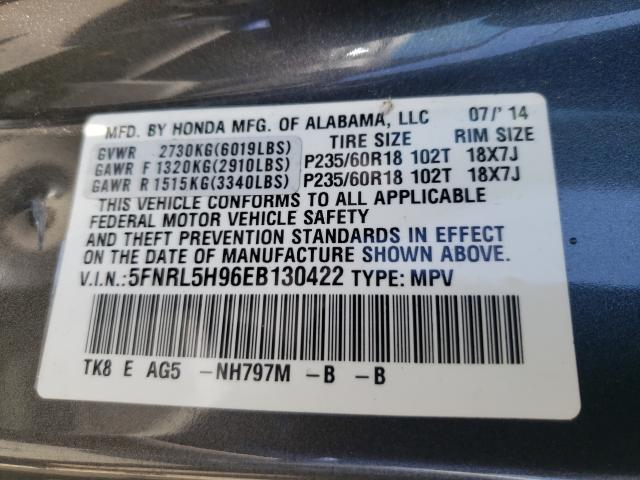 MFD. BY HONDA MFG. OF ALABAMA, LLC 07/'14
TIRE SIZE RIM SIZE
GVWR 2730KG(6019LBS)
GAWR F 1320KG(2910LBS) P235/60R18 102T 18X7J
GAWR R 1515KG(3340LBS) P235/60R18 102T 18X7J
THIS VEHICLE CONFORMS TO ALL APPLICABLE
FEDERAL MOTOR VEHICLE SAFETY
AND THEFT PREVENTION STANDARDS IN EFFECT
ON THE DATE OF MANUFACTURE SHOWN ABOVE.
V.I.N.:5FNRL5H96EB130422 TYPE: MPV
TK8 E AG5 -NH797M -B -B